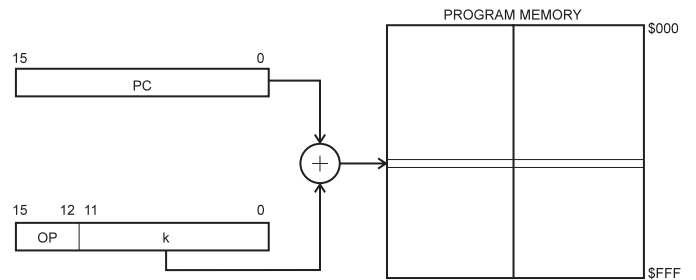 PROGRAM MEMORY
$000
15 0
PC
+
15 12 11 0
OP k
$FFF